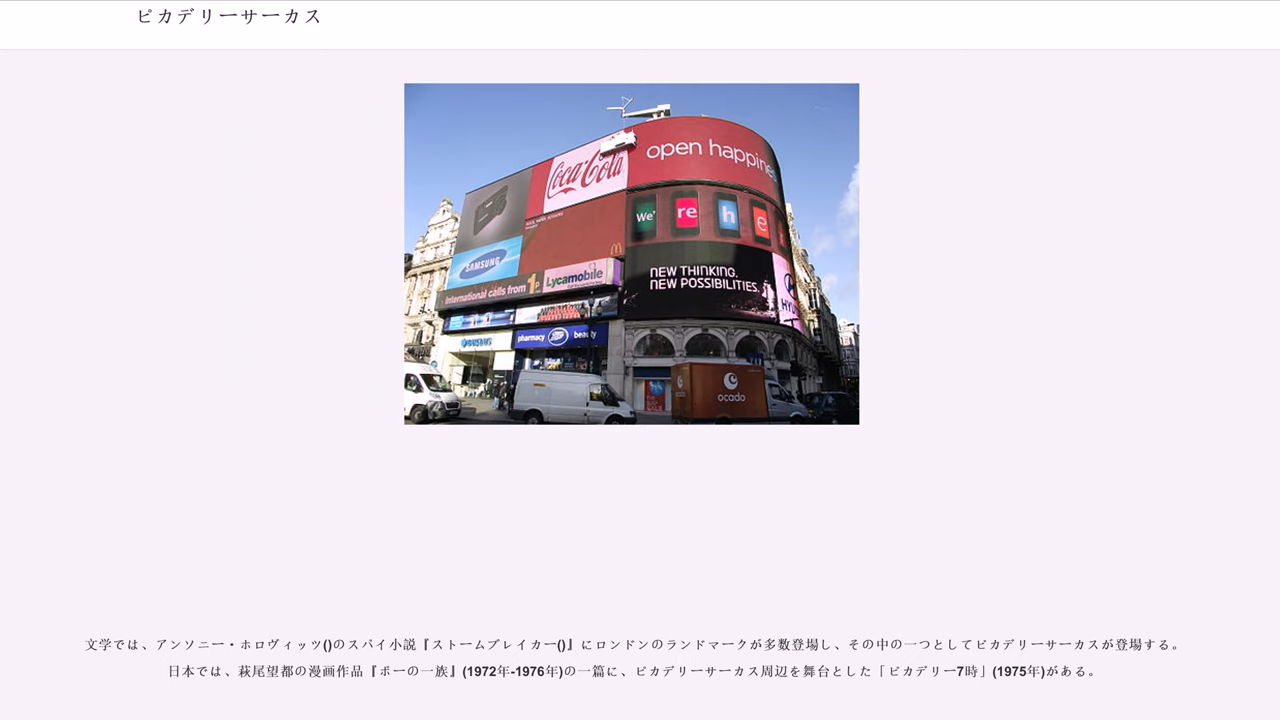 ピカデリーサーカス
open happine
Coca-Cola
We' re h e
SAMSUNG
NEW THINKING.
NEW POSSIBILITIES.
International calls from 1p
Lycamobile
BARCLAYS
pharmacy Boots beauty
ocado
SALE
文学では、アンソニー・ホロヴィッツ()のスパイ小説『ストームブレイカー()』にロンドンのランドマークが多数登場し、その中の一つとしてピカデリーサーカスが登場する。
日本では、萩尾望都の漫画作品『ポーの一族』(1972年-1976年)の一篇に、ピカデリーサーカス周辺を舞台とした「ピカデリー7時」(1975年)がある。